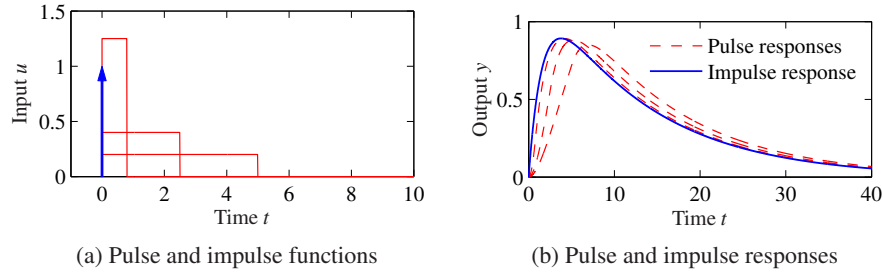 1.5
1
0.5
0
Input u
0 2 4 6 8 10
Time t
(a) Pulse and impulse functions
1
0.5
0
Output y
Pulse responses
Impulse response
0 10 20 30 40
Time t
(b) Pulse and impulse responses